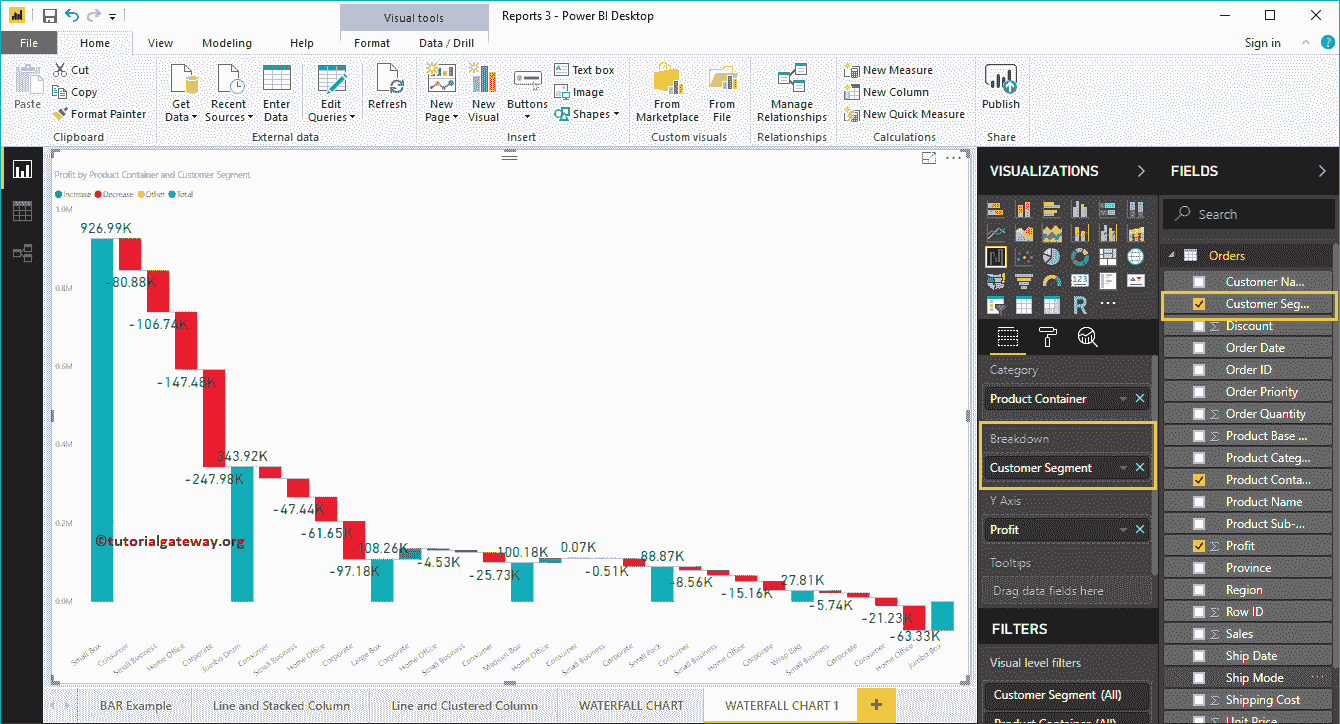 Visual tools
Reports 3 - Power BI Desktop
File
Home
View
Modeling
Help
Format
Data / Drill
Sign in
?
Paste
Cut
Copy
Format Painter
Clipboard
Get Data
Recent Sources
Enter Data
Edit Queries
External data
Refresh
New Page
New Visual
Buttons
Text box
Image
Shapes
Insert
From Marketplace
From File
Custom visuals
Manage Relationships
Relationships
New Measure
New Column
New Quick Measure
Calculations
Publish
Share
Profit by Product Container and Customer Segment
Increase Decrease Other Total
1.0M
0.8M
0.6M
0.4M
0.2M
0.0M
926.99K
-80.88K
-106.74K
-147.48K
-247.98K
343.92K
-47.44K
-61.65K
-97.18K
108.26K
-4.53K
-25.73K
100.18K
0.07K
-0.51K
88.87K
-8.56K
-15.16K
27.81K
-5.74K
-21.23K
-63.33K
©tutorialgateway.org
Small Box
Consumer
Small Business
Home Office
Corporate
Jumbo Drum
Consumer
Small Business
Home Office
Corporate
Large Box
Corporate
Home Office
Small Business
Consumer
Medium Box
Home Office
Consumer
Small Business
Corporate
Small Pack
Consumer
Small Business
Home Office
Corporate
Wrap Bag
Small Business
Corporate
Consumer
Home Office
Jumbo Box
BAR Example
Line and Stacked Column
Line and Clustered Column
WATERFALL CHART
WATERFALL CHART 1
+
VISUALIZATIONS
123
R
Category
Product Container
Breakdown
Customer Segment
Y Axis
Profit
Tooltips
Drag data fields here
FILTERS
Visual level filters
Customer Segment (All)
Product Container (All)
FIELDS
Search
Orders
Customer Na...
Customer Seg...
Discount
Order Date
Order ID
Order Priority
Order Quantity
Product Base ...
Product Categ...
Product Conta...
Product Name
Product Sub-...
Profit
Province
Region
Row ID
Sales
Ship Date
Ship Mode
Shipping Cost
Unit Price